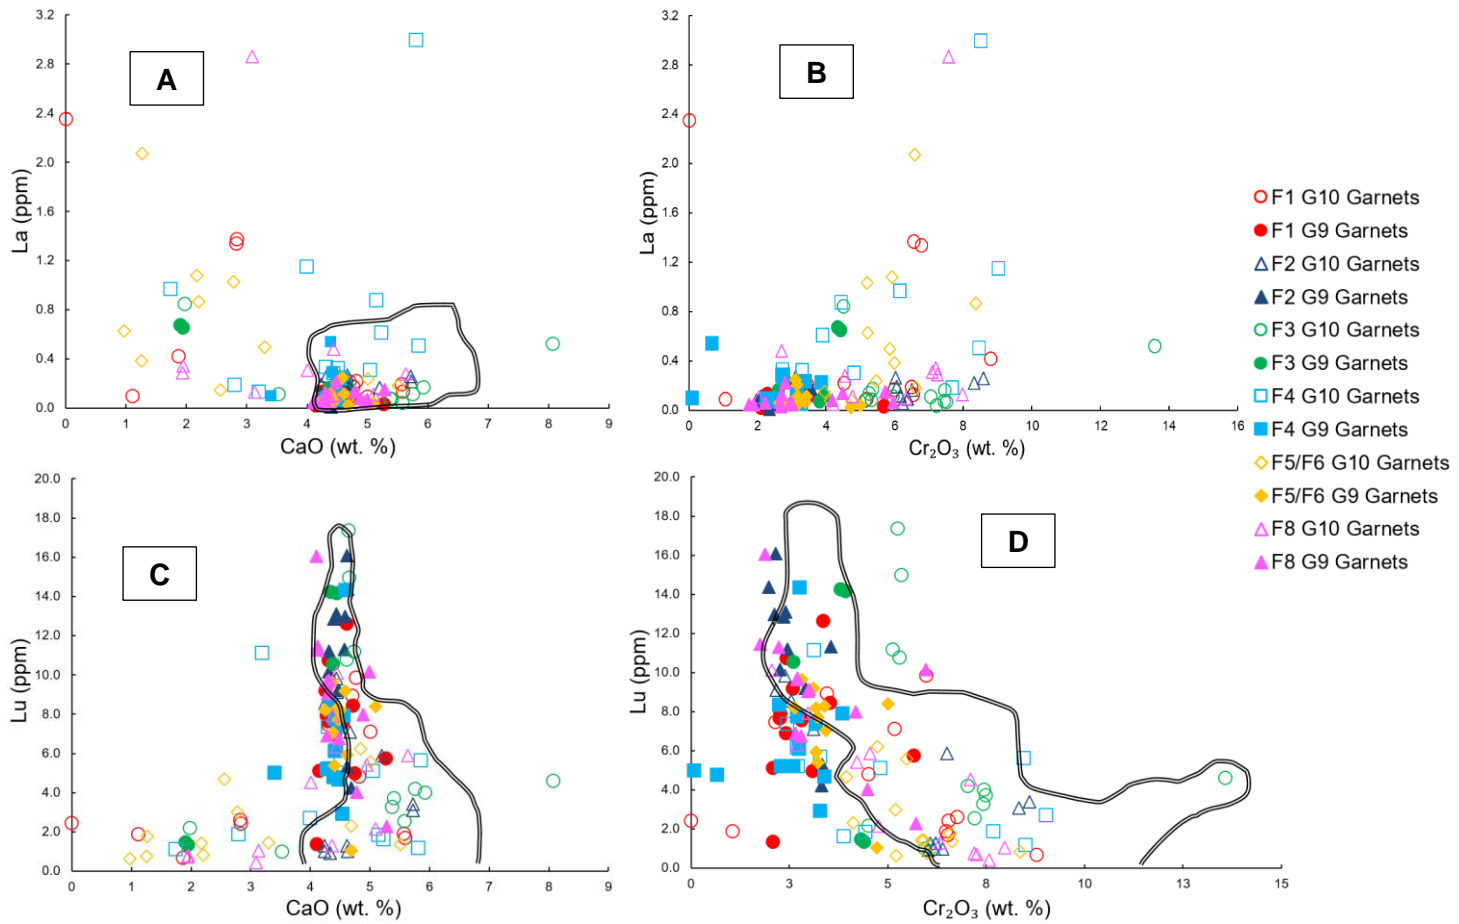 A
3.2
2.8
2.4
2.0
1.6
1.2
0.8
0.4
0.0
La (ppm)
0 1 2 3 4 5 6 7 8 9
CaO (wt. %)
B
3.2
2.8
2.4
2.0
1.6
1.2
0.8
0.4
0.0
La (ppm)
0 2 4 6 8 10 12 14 16
Cr₂O₃ (wt. %)
F1 G10 Garnets
F1 G9 Garnets
F2 G10 Garnets
F2 G9 Garnets
F3 G10 Garnets
F3 G9 Garnets
F4 G10 Garnets
F4 G9 Garnets
F5/F6 G10 Garnets
F5/F6 G9 Garnets
F8 G10 Garnets
F8 G9 Garnets
C
20.0
18.0
16.0
14.0
12.0
10.0
8.0
6.0
4.0
2.0
0.0
Lu (ppm)
0 1 2 3 4 5 6 7 8 9
CaO (wt. %)
D
20.0
18.0
16.0
14.0
12.0
10.0
8.0
6.0
4.0
2.0
0.0
Lu (ppm)
0 3 5 8 10 13 15
Cr₂O₃ (wt. %)